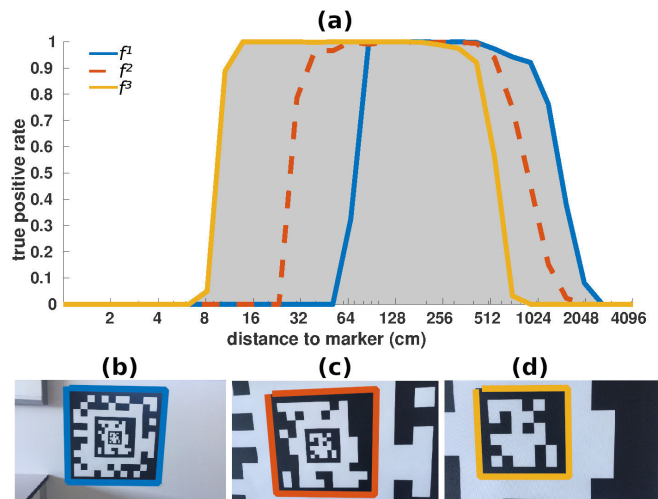 (a)
1
0.9
0.8
0.7
0.6
0.5
0.4
0.3
0.2
0.1
0
true positive rate
f1
f2
f3
2 4 8 16 32 64 128 256 512 1024 2048 4096
distance to marker (cm)
(b) (c) (d)